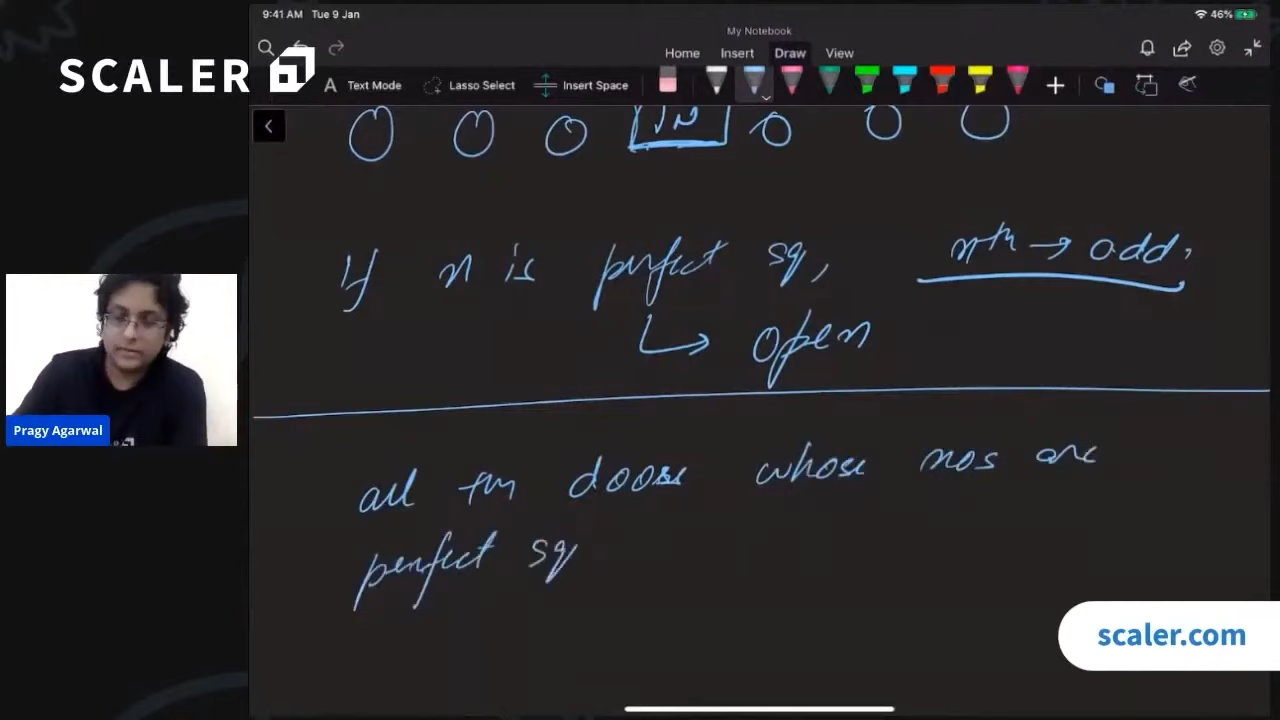 9:41 AM Tue 9 Jan
46%
My Notebook
Home Insert Draw View
SCALER
Text Mode Lasso Select Insert Space
√N
If n is perfect sq, nth → odd.
↳ open
all the doors whose nos are
perfect sq
Pragy Agarwal
scaler.com